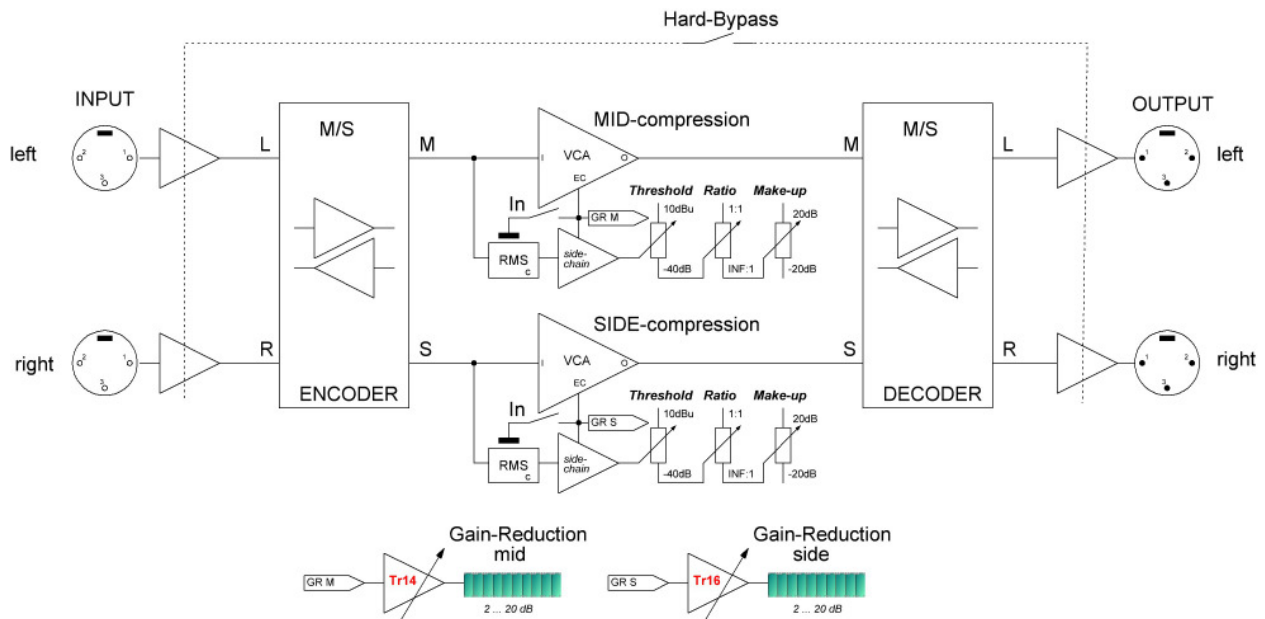 Hard-Bypass
INPUT
OUTPUT
left
2
1
3
L
M/S
M
MID-compression
I
VCA
O
EC
M
M/S
L
1
2
3
left
In
GR M
RMS
c
side-
chain
Threshold
Ratio
Make-up
10dBu
1:1
20dB
-40dB
INF:1
-20dB
right
2
1
3
R
ENCODER
S
SIDE-compression
I
VCA
O
EC
S
DECODER
R
1
2
3
right
In
GR S
RMS
c
side-
chain
Threshold
Ratio
Make-up
10dBu
1:1
20dB
-40dB
INF:1
-20dB
Gain-Reduction
mid
GR M
Tr14
2 ... 20 dB
Gain-Reduction
side
GR S
Tr16
2 ... 20 dB